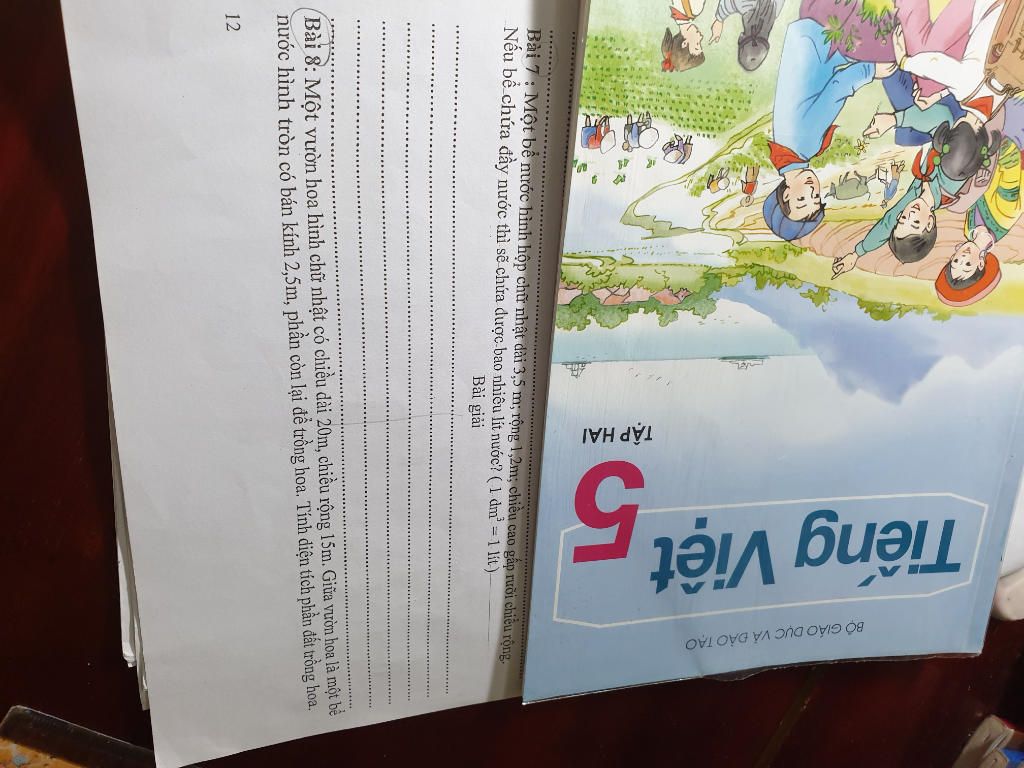 Bài 7 : Một bể nước hình hộp chữ nhật dài 3,5 m; rộng 1,2m; chiều cao gấp rưỡi chiều rộng.
Nếu bể chứa đầy nước thì sẽ chứa được bao nhiêu lít nước? ( 1 dm³ = 1 lít )
Bài giải
Bài 8: Một vườn hoa hình chữ nhật có chiều dài 20m, chiều rộng 15m. Giữa vườn hoa là một bể
nước hình tròn có bán kính 2,5m, phần còn lại để trồng hoa. Tính diện tích phần đất trồng hoa.
12
BỘ GIÁO DỤC VÀ ĐÀO TẠO
Tiếng Việt
5
TẬP HAI